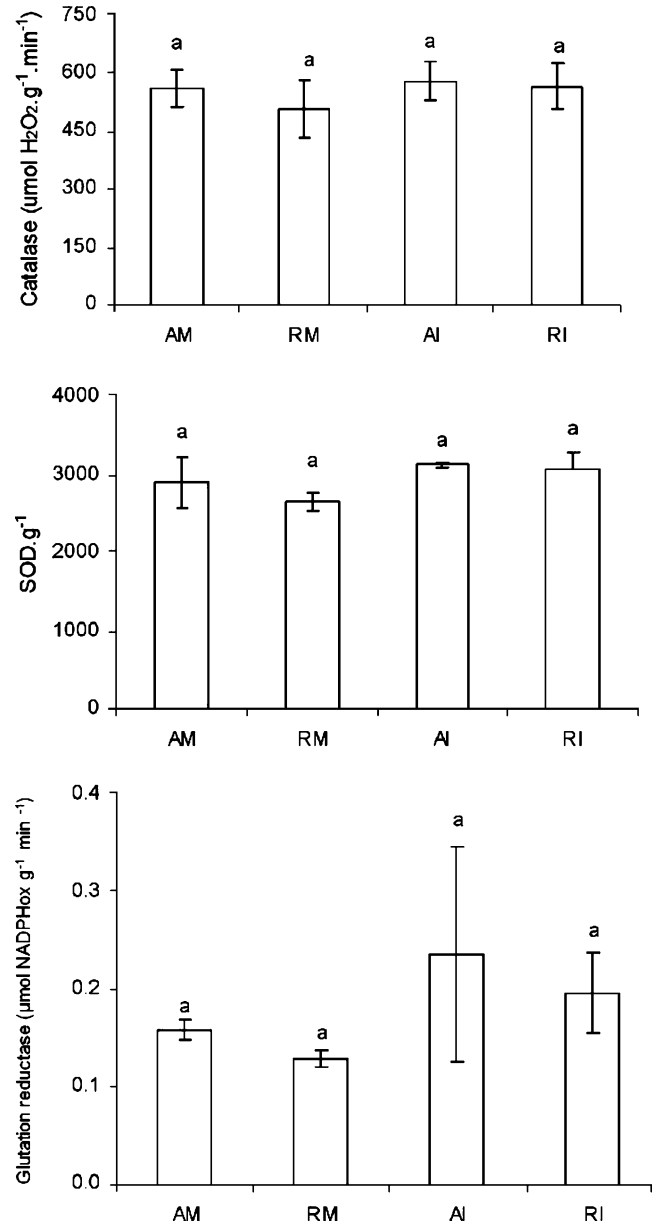 Catalase (umol H₂O₂.g⁻¹.min⁻¹)
750
600
450
300
150
0
a
a
a
a
AM
RM
AI
RI
SOD.g⁻¹
4000
3000
2000
1000
0
a
a
a
a
AM
RM
AI
RI
Glutation reductase (µmol NADPHox g⁻¹ min ⁻¹)
0.4
0.3
0.2
0.1
0.0
a
a
a
a
AM
RM
AI
RI